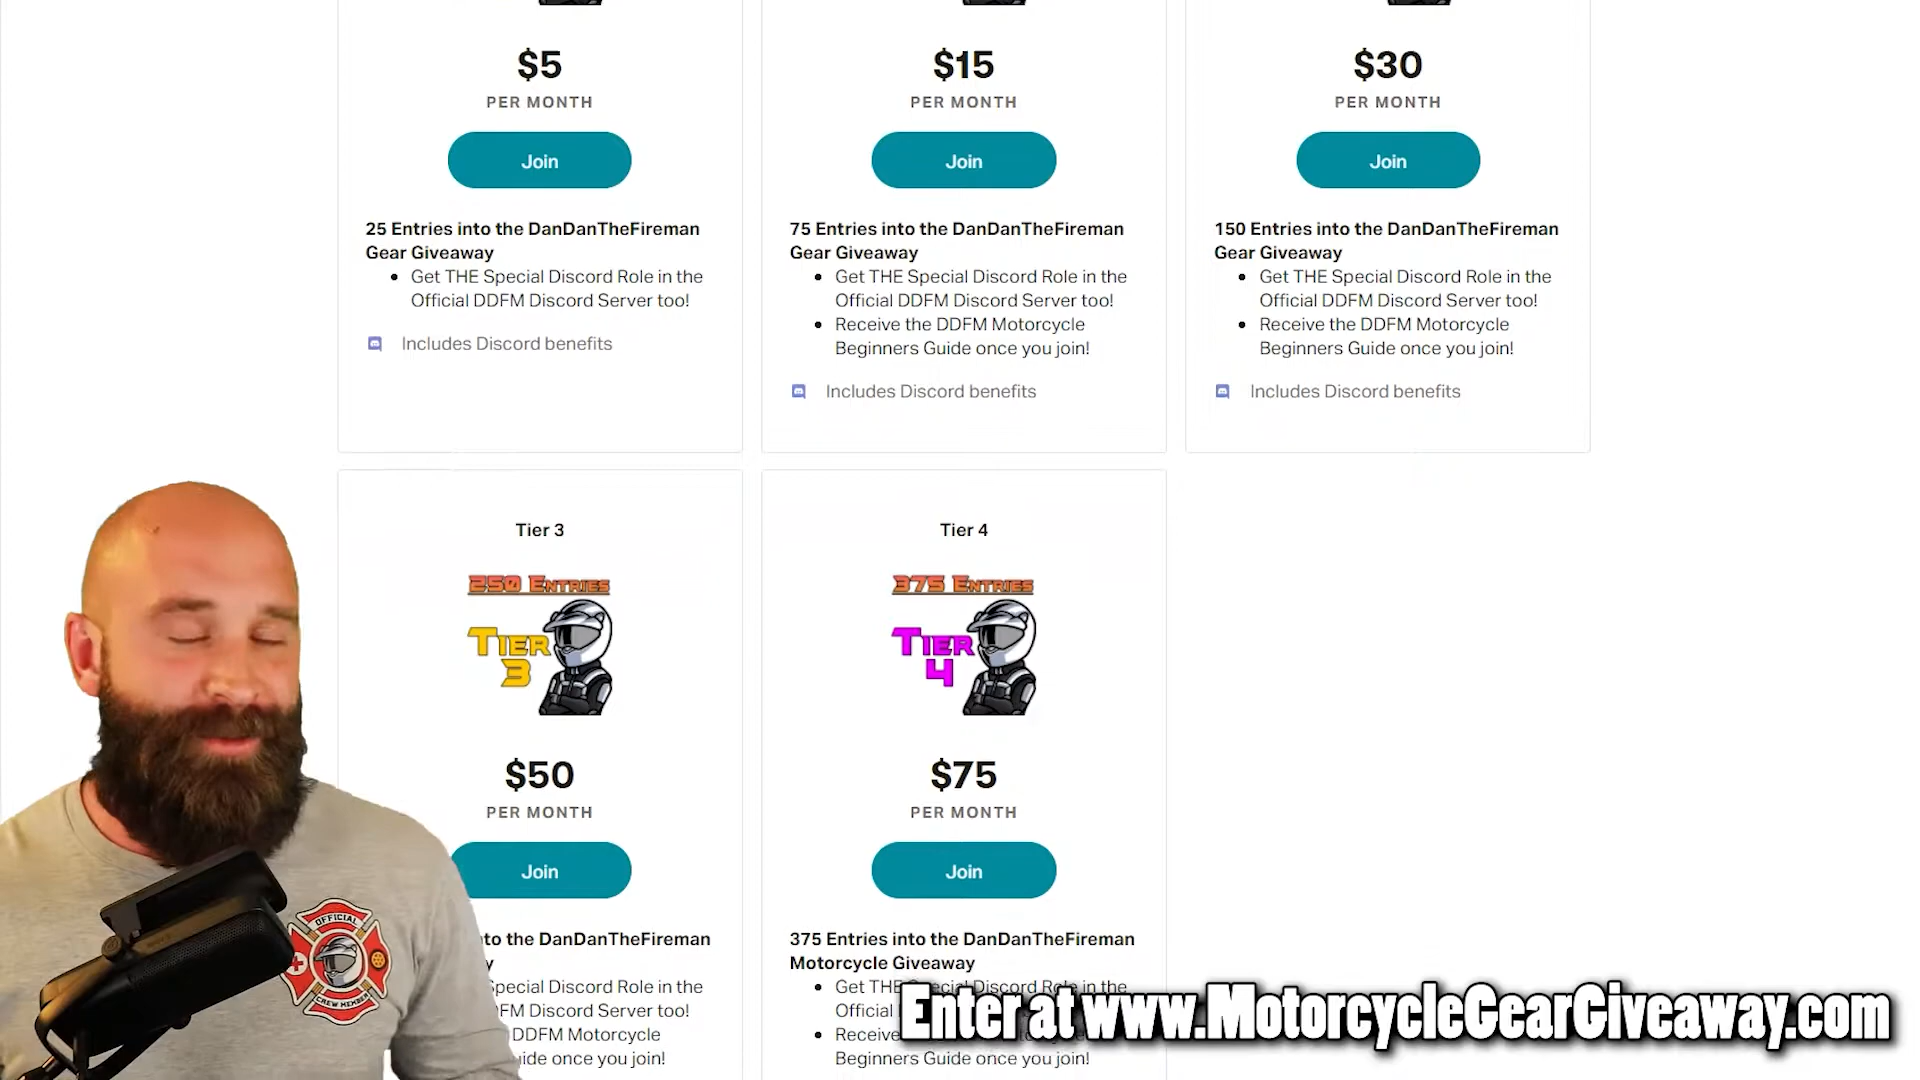 $5
PER MONTH
Join
25 Entries into the DanDanTheFireman
Gear Giveaway
Get THE Special Discord Role in the
Official DDFM Discord Server too!
Includes Discord benefits
$15
PER MONTH
Join
75 Entries into the DanDanTheFireman
Gear Giveaway
Get THE Special Discord Role in the
Official DDFM Discord Server too!
Receive the DDFM Motorcycle
Beginners Guide once you join!
Includes Discord benefits
$30
PER MONTH
Join
150 Entries into the DanDanTheFireman
Gear Giveaway
Get THE Special Discord Role in the
Official DDFM Discord Server too!
Receive the DDFM Motorcycle
Beginners Guide once you join!
Includes Discord benefits
Tier 3
250 Entries
Tier
3
$50
PER MONTH
Join
to the DanDanTheFireman
Special Discord Role in the
DDFM Discord Server too!
DDFM Motorcycle
once you join!
Tier 4
375 Entries
Tier
4
$75
PER MONTH
Join
375 Entries into the DanDanTheFireman
Motorcycle Giveaway
Get THE Special Discord Role in the
Official
Receive
Beginners Guide once you join!
OFFICIAL
CREW MEMBER
Enter at www.MotorcycleGearGiveaway.com